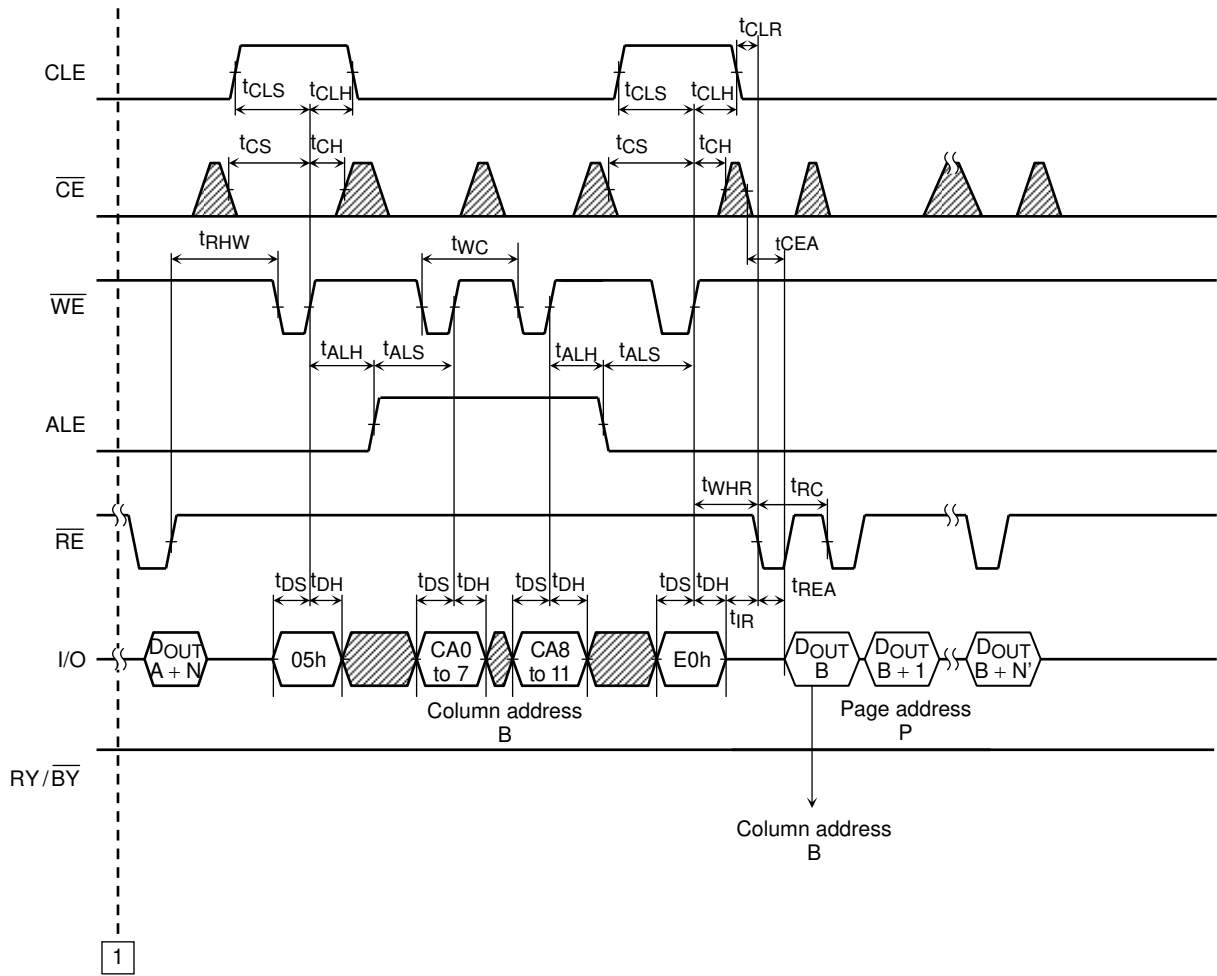 tCLR
CLE
tCLS tCLH tCLS tCLH
tCS tCH tCS tCH
CE
tRHW tWC tCEA
WE
tALH tALS tALH tALS
ALE
tWHR tRC
RE
tDS tDH tDS tDH tDS tDH tDS tDH tREA
tIR
I/O
DOUT
A + N
05h
CA0
to 7
CA8
to 11
E0h
DOUT
B
DOUT
B + 1
DOUT
B + N’
Column address
B
Page address
P
RY/BY
Column address
B
1